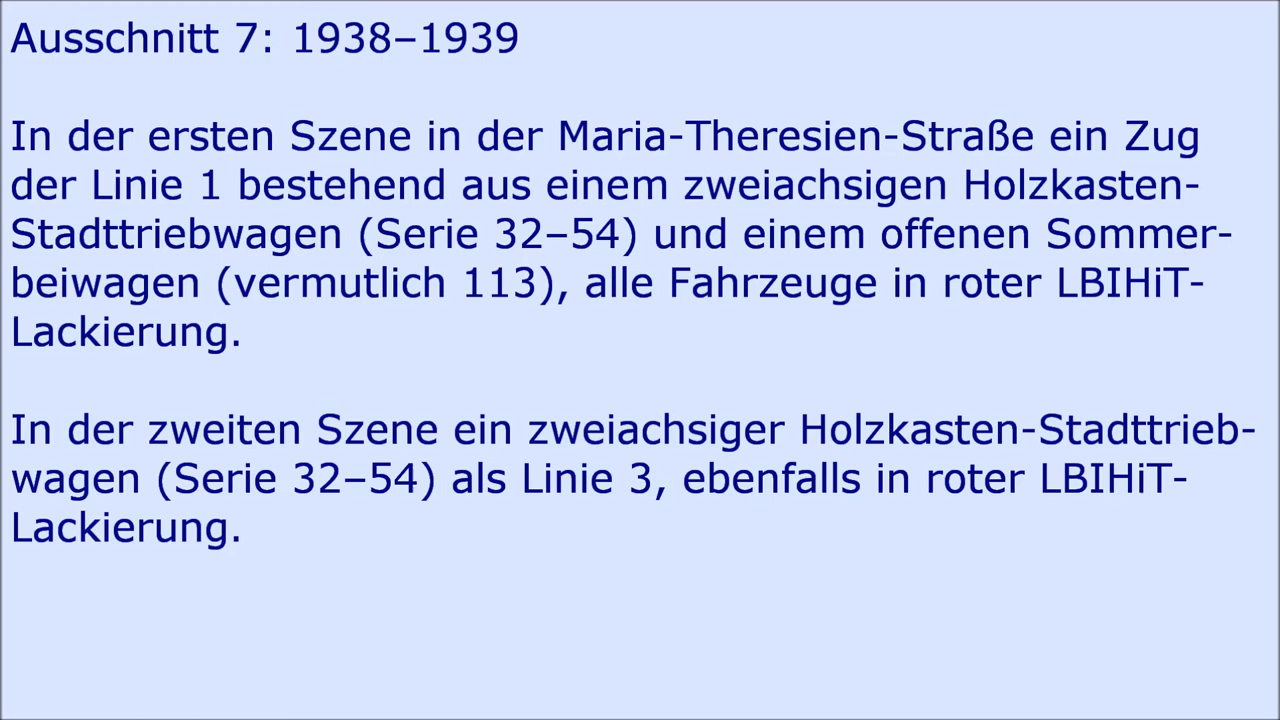 Ausschnitt 7: 1938–1939
In der ersten Szene in der Maria-Theresien-Straße ein Zug
der Linie 1 bestehend aus einem zweiachsigen Holzkasten-
Stadttriebwagen (Serie 32–54) und einem offenen Sommer-
beiwagen (vermutlich 113), alle Fahrzeuge in roter LBIHiT-
Lackierung.
In der zweiten Szene ein zweiachsiger Holzkasten-Stadttrieb-
wagen (Serie 32–54) als Linie 3, ebenfalls in roter LBIHiT-
Lackierung.